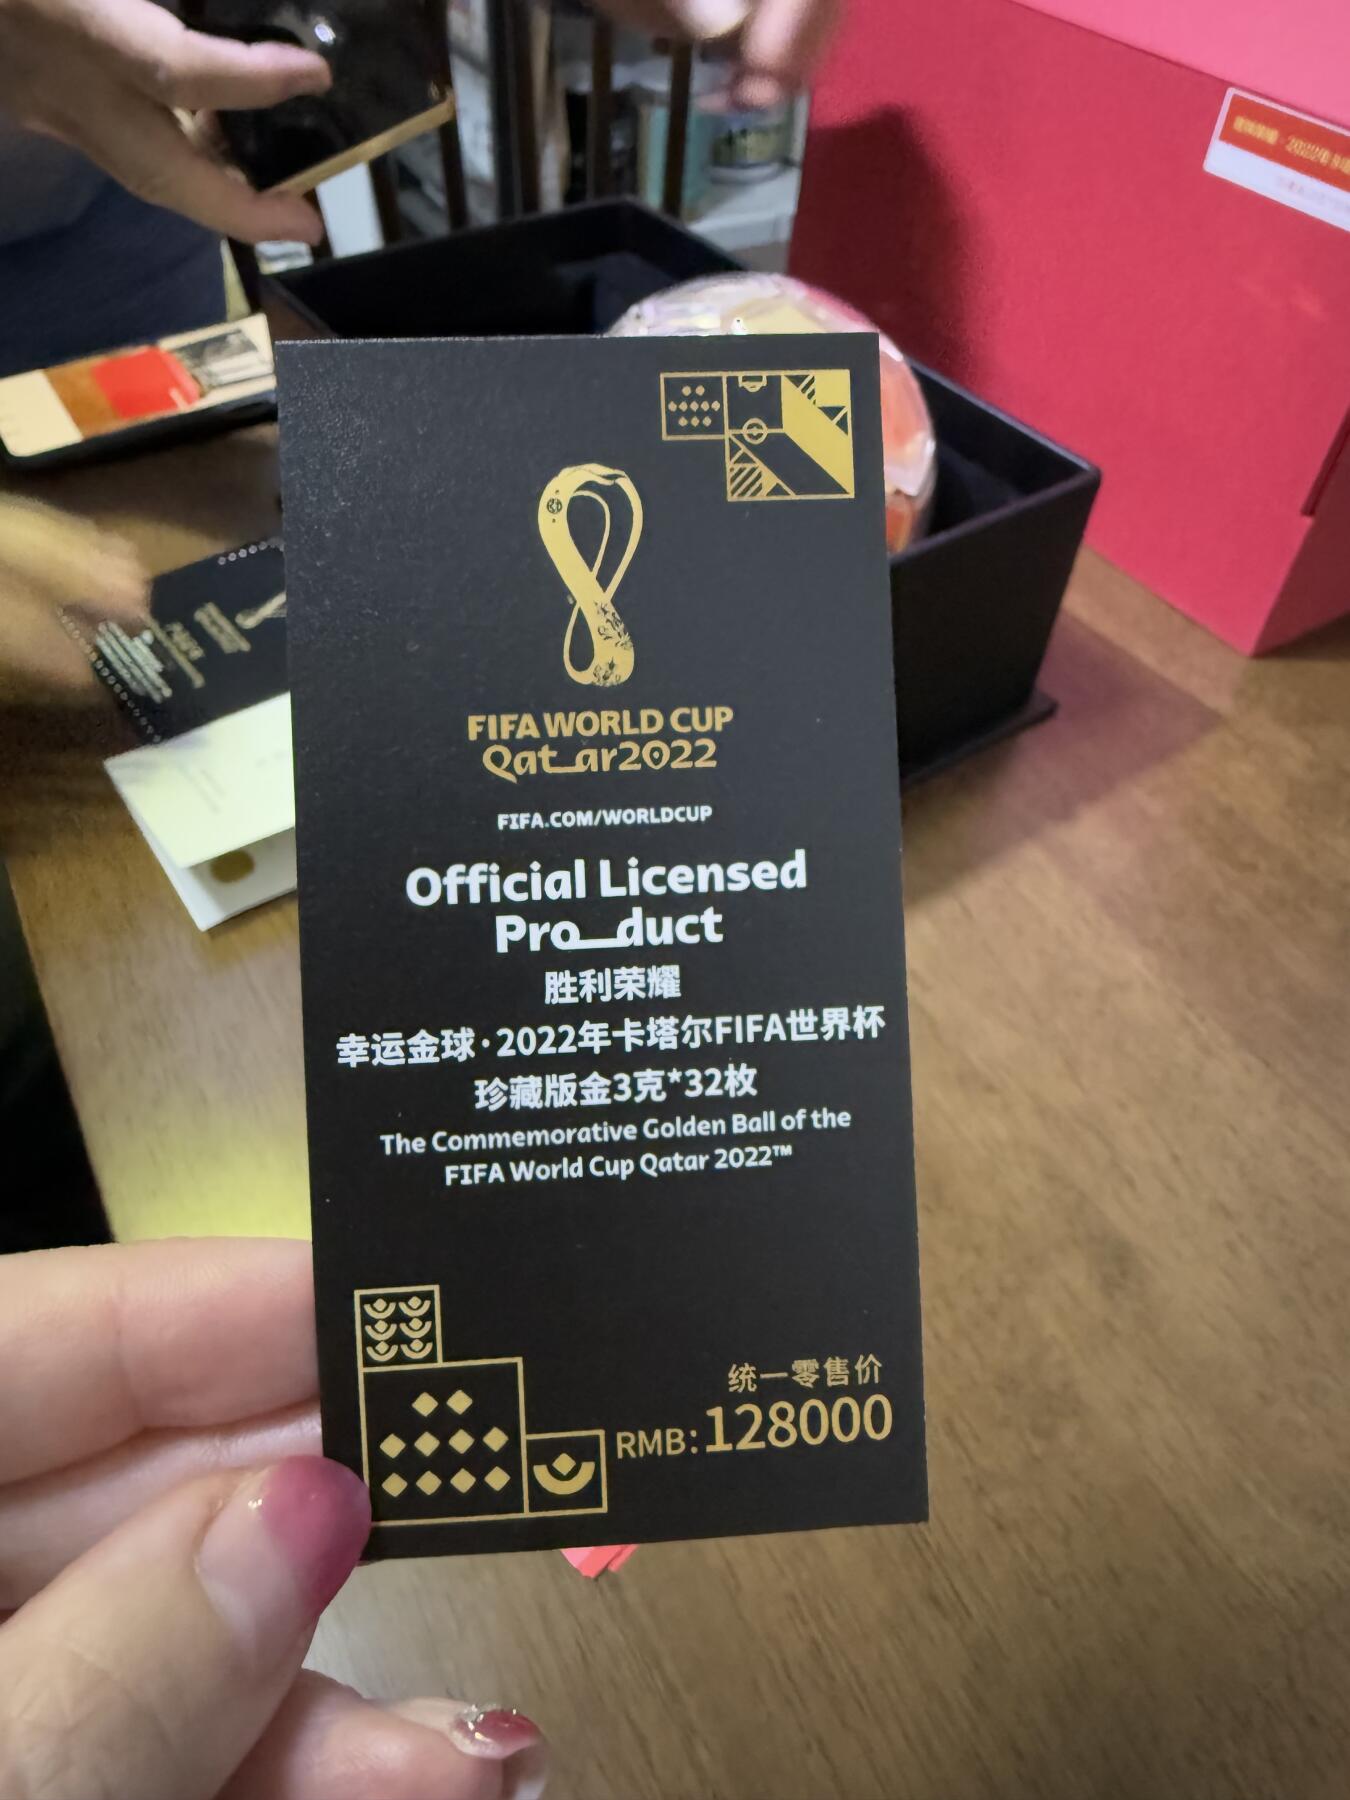 FIFA WORLD CUP
Qatar2022
FIFA.COM/WORLDCUP
Official Licensed
Product
胜利荣耀
幸运金球·2022年卡塔尔FIFA世界杯
珍藏版金3克*32枚
The Commemorative Golden Ball of the
FIFA World Cup Qatar 2022™
统一零售价
RMB:128000